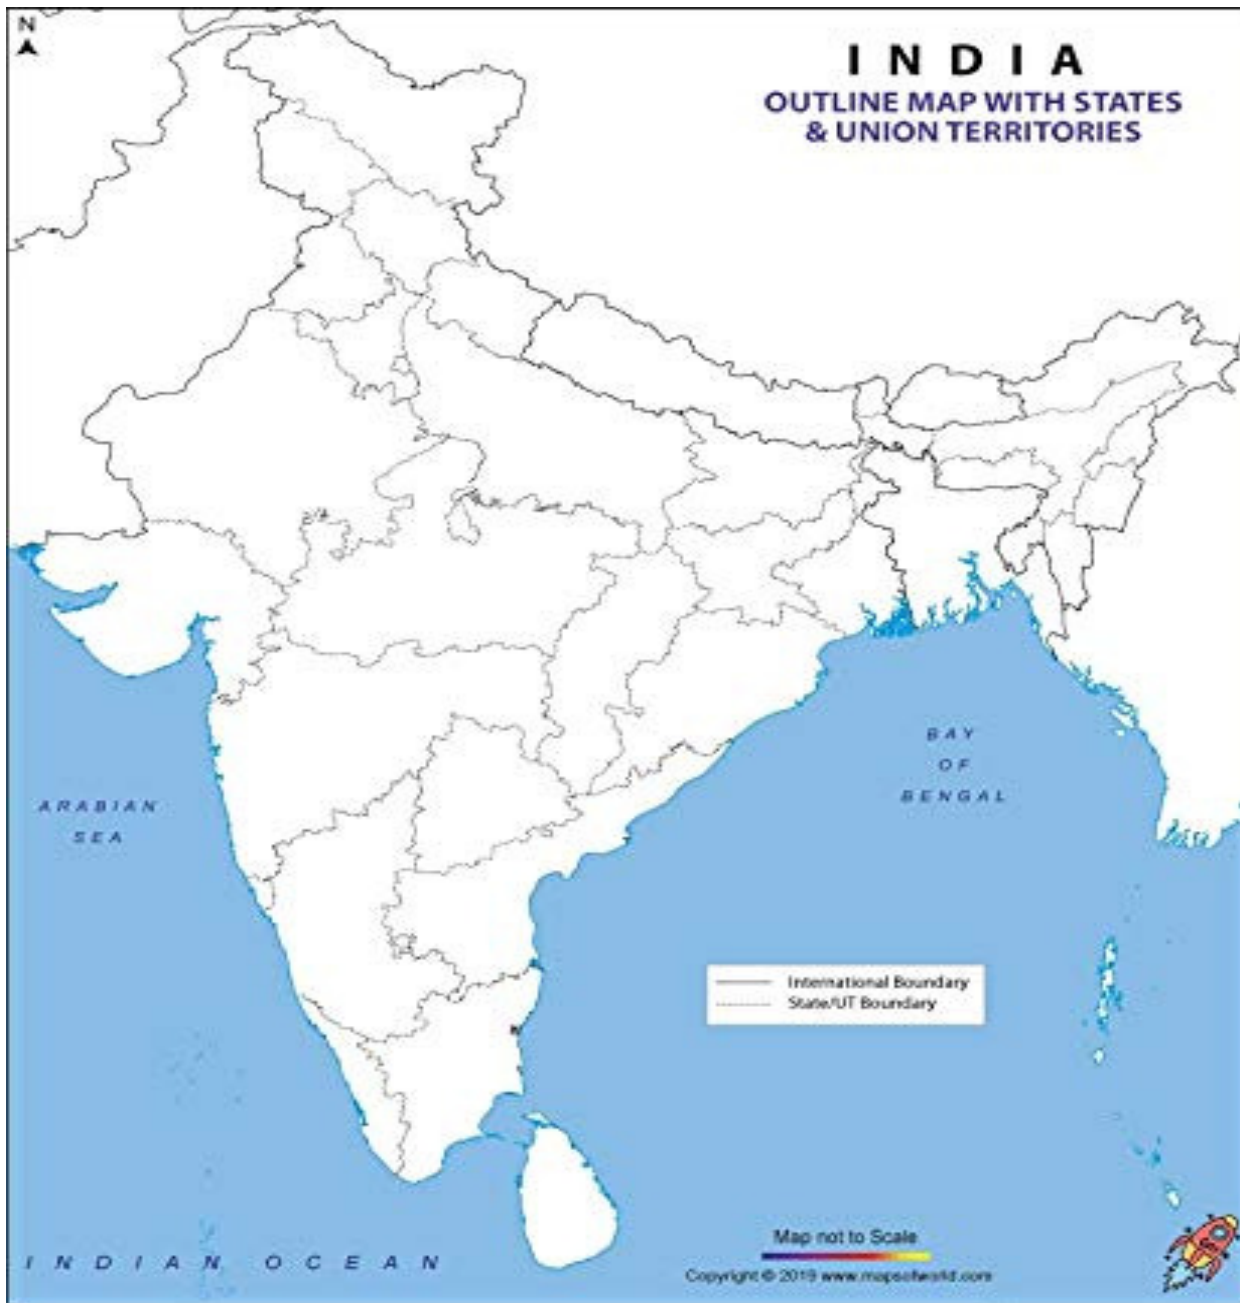 N
INDIA
OUTLINE MAP WITH STATES
& UNION TERRITORIES
BAY
OF
BENGAL
ARABIAN
SEA
International Boundary
State/UT Boundary
Map not to Scale
INDIAN OCEAN
Copyright © 2019 www.mapsofworld.com